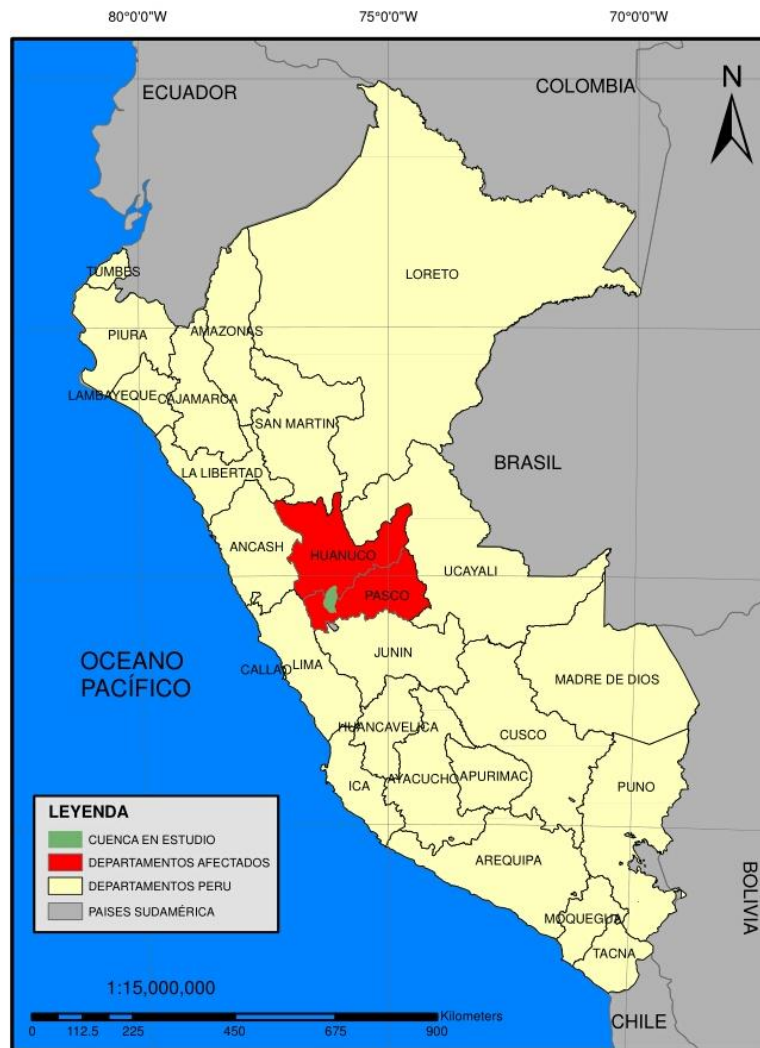 80°0'0"W 75°0'0"W 70°0'0"W
ECUADOR
COLOMBIA
N
LORETO
TUMBES
PIURA
AMAZONAS
LAMBAYEQUE
CAJAMARCA
SAN MARTIN
BRASIL
LA LIBERTAD
ANCASH
HUANUCO
UCAYALI
PASCO
OCEANO
PACÍFICO
CALLAO
LIMA
JUNIN
MADRE DE DIOS
HUANCAVELICA
CUSCO
ICA
AYACUCHO
APURIMAC
PUNO
AREQUIPA
MOQUEGUA
TACNA
BOLIVIA
CHILE
LEYENDA
CUENCA EN ESTUDIO
DEPARTAMENTOS AFECTADOS
DEPARTAMENTOS PERU
PAISES SUDAMÉRICA
1:15,000,000
Kilometers
0 112.5 225 450 675 900